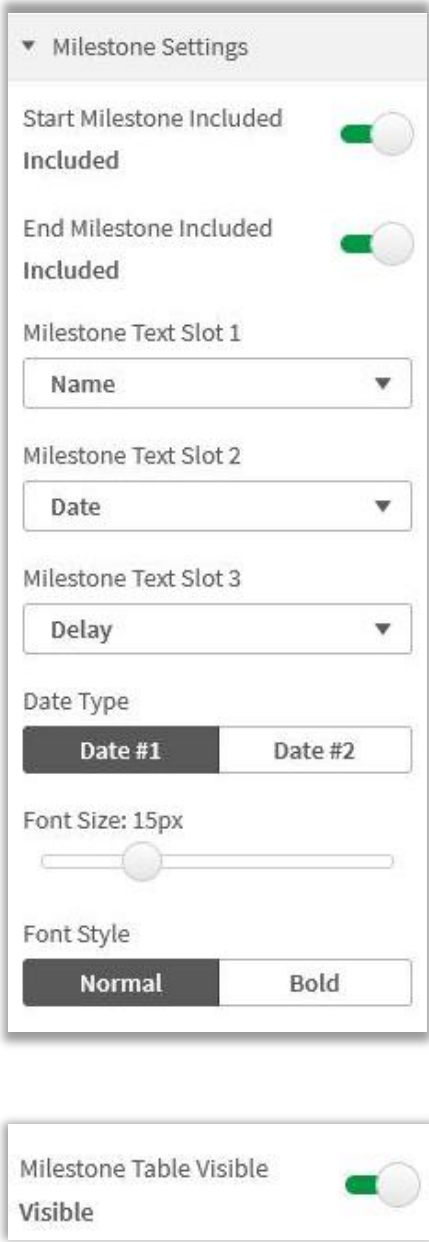 Milestone Settings
Start Milestone Included
Included
End Milestone Included
Included
Milestone Text Slot 1
Name
Milestone Text Slot 2
Date
Milestone Text Slot 3
Delay
Date Type
Date #1 Date #2
Font Size: 15px
Font Style
Normal Bold
Milestone Table Visible
Visible